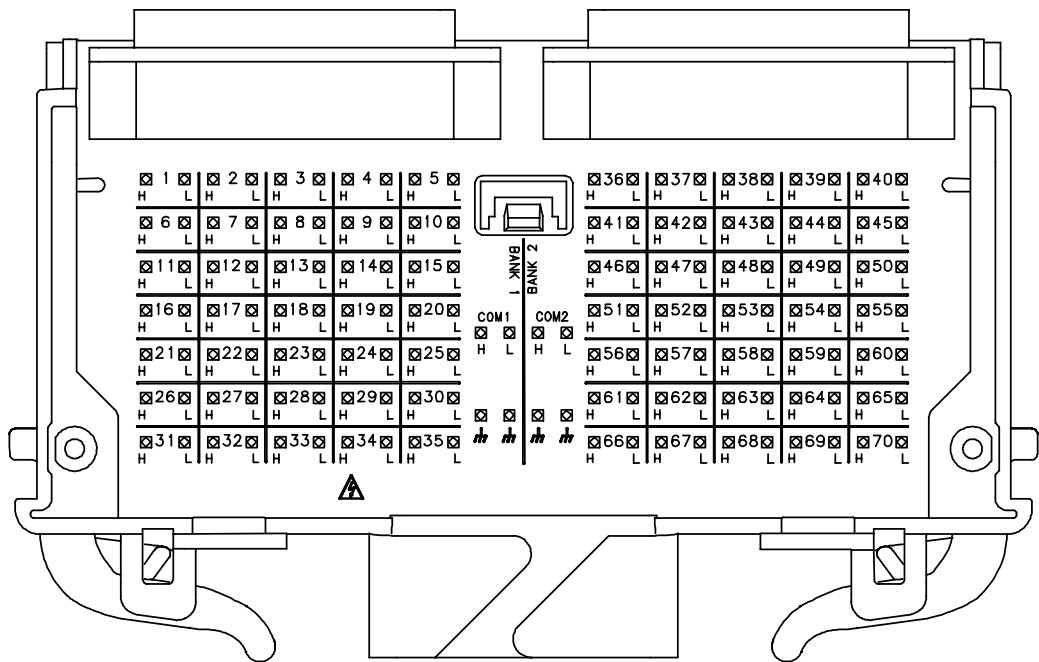 1 2 3 4 5 36 37 38 39 40
H L H L H L H L H L H L H L H L H L H L
6 7 8 9 10 41 42 43 44 45
H L H L H L H L H L H L H L H L H L H L
BANK 1
BANK 2
11 12 13 14 15 46 47 48 49 50
H L H L H L H L H L H L H L H L H L H L
16 17 18 19 20 COM1 COM2 51 52 53 54 55
H L H L H L H L H L H L H L H L H L H L H L H L
21 22 23 24 25 56 57 58 59 60
H L H L H L H L H L H L H L H L H L H L
26 27 28 29 30 61 62 63 64 65
H L H L H L H L H L H L H L H L H L H L
31 32 33 34 35 66 67 68 69 70
H L H L H L H L H L H L H L H L H L H L